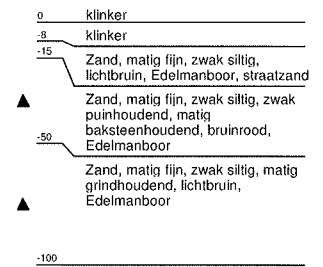 0 klinker
-8 klinker
-15
Zand, matig fijn, zwak siltig,
lichtbruin, Edelmanboor, straatzand
Zand, matig fijn, zwak siltig, zwak
puinhoudend, matig
baksteenhoudend, bruinrood,
-50
Edelmanboor
Zand, matig fijn, zwak siltig, matig
grindhoudend, lichtbruin,
Edelmanboor
-100